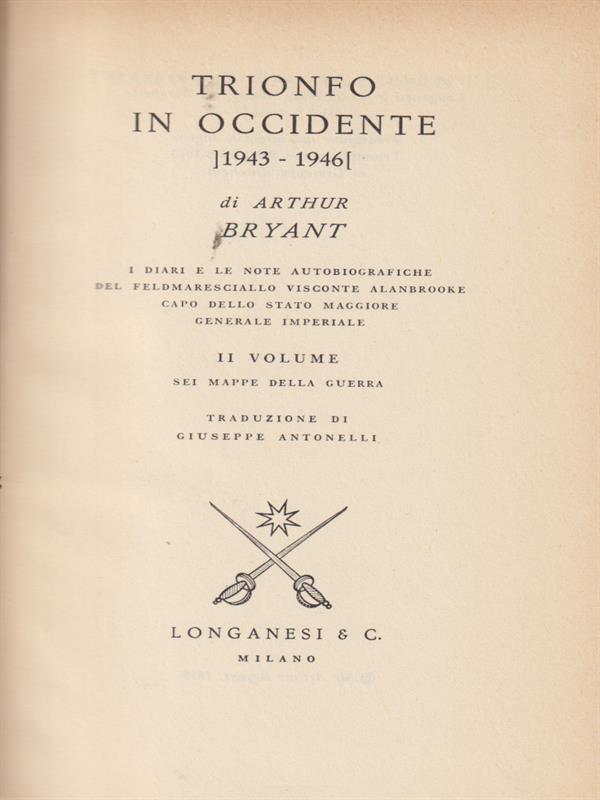 TRIONFO
IN OCCIDENTE
]1943 - 1946[
di ARTHUR
BRYANT
I DIARI E LE NOTE AUTOBIOGRAFICHE
DEL FELDMARESCIALLO VISCONTE ALANBROOKE
CAPO DELLO STATO MAGGIORE
GENERALE IMPERIALE
II VOLUME
SEI MAPPE DELLA GUERRA
TRADUZIONE DI
GIUSEPPE ANTONELLI
LONGANESI & C.
MILANO